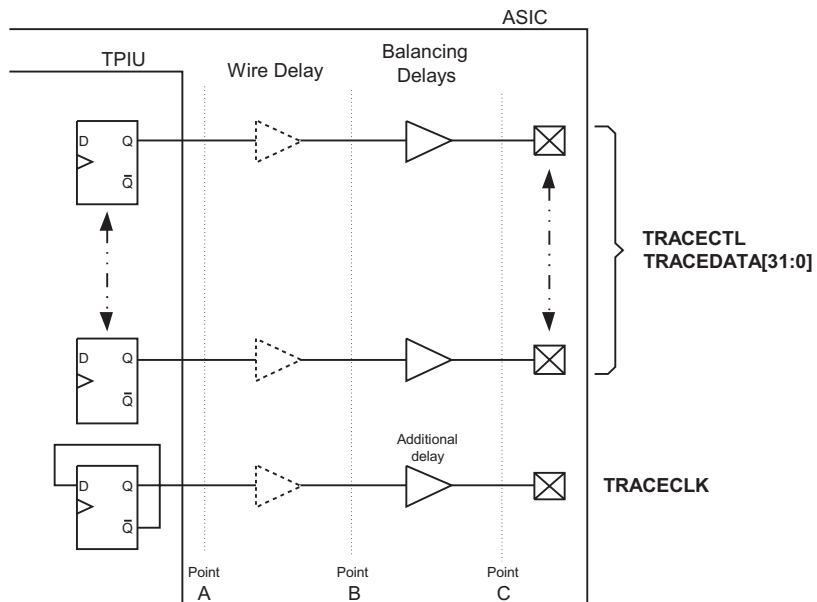 ASIC
TPIU
Wire Delay
Balancing
Delays
D Q
Q̅
TRACECTL
TRACEDATA[31:0]
D Q
Q̅
Additional
delay
D Q
Q̅
TRACECLK
Point
A
Point
B
Point
C